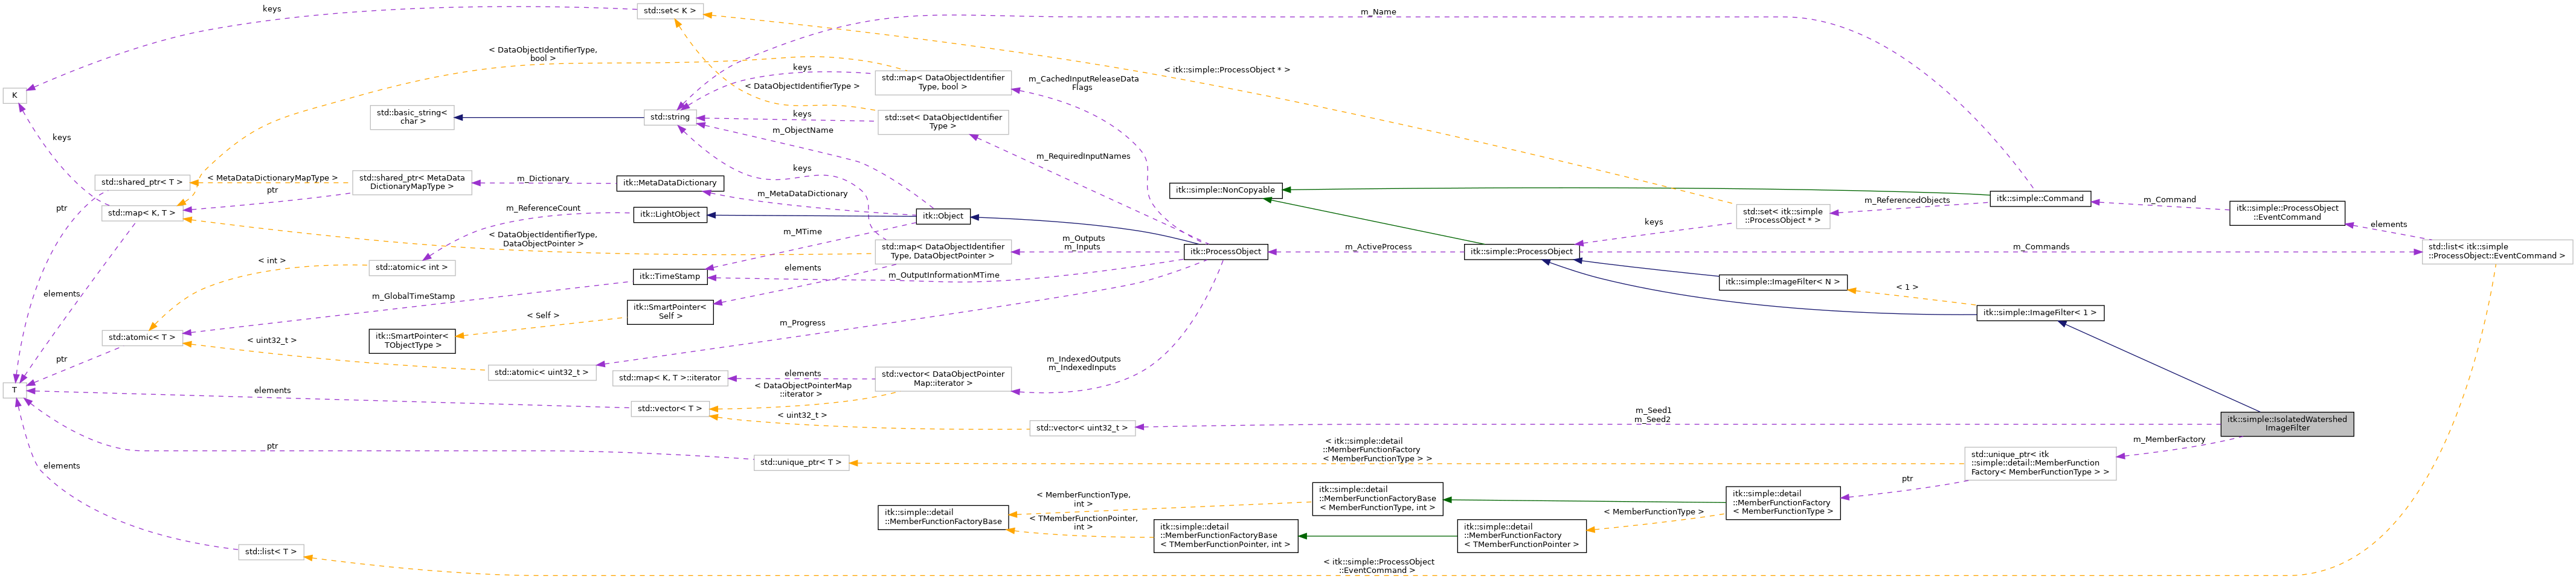 keys
std::set< K >
m_Name
< DataObjectIdentifierType,
bool >
< itk::simple::ProcessObject * >
keys
std::map< DataObjectIdentifier
Type, bool >
m_CachedInputReleaseData
Flags
< DataObjectIdentifierType >
K
std::basic_string<
char >
std::string
keys
std::set< DataObjectIdentifier
Type >
m_ObjectName
keys
m_RequiredInputNames
keys
std::shared_ptr< T >
< MetaDataDictionaryMapType >
ptr
std::shared_ptr< MetaData
DictionaryMapType >
m_Dictionary
itk::MetaDataDictionary
m_MetaDataDictionary
itk::simple::NonCopyable
itk::simple::Command
m_ReferencedObjects
m_Command
itk::simple::ProcessObject
::EventCommand
ptr
std::map< K, T >
m_ReferenceCount
itk::LightObject
itk::Object
std::set< itk::simple
::ProcessObject * >
keys
elements
< DataObjectIdentifierType,
DataObjectPointer >
m_MTime
std::map< DataObjectIdentifier
Type, DataObjectPointer >
m_Outputs
m_Inputs
itk::ProcessObject
m_ActiveProcess
itk::simple::ProcessObject
m_Commands
std::list< itk::simple
::ProcessObject::EventCommand >
< int >
std::atomic< int >
elements
itk::TimeStamp
m_OutputInformationMTime
itk::simple::ImageFilter< N >
< 1 >
elements
m_GlobalTimeStamp
itk::SmartPointer<
Self >
itk::simple::ImageFilter< 1 >
< Self >
m_Progress
std::atomic< T >
< uint32_t >
itk::SmartPointer<
TObjectType >
ptr
std::atomic< uint32_t >
std::map< K, T >::iterator
elements
std::vector< DataObjectPointer
Map::iterator >
m_IndexedOutputs
m_IndexedInputs
T
elements
< DataObjectPointerMap
::iterator >
std::vector< T >
< uint32_t >
std::vector< uint32_t >
m_Seed1
m_Seed2
itk::simple::IsolatedWatershed
ImageFilter
ptr
m_MemberFactory
std::unique_ptr< T >
< itk::simple::detail
::MemberFunctionFactory
< MemberFunctionType > >
std::unique_ptr< itk
::simple::detail::MemberFunction
Factory< MemberFunctionType > >
elements
ptr
itk::simple::detail
::MemberFunctionFactoryBase
< MemberFunctionType,
int >
itk::simple::detail
::MemberFunctionFactoryBase
< MemberFunctionType, int >
itk::simple::detail
::MemberFunctionFactory
< MemberFunctionType >
< TMemberFunctionPointer,
int >
itk::simple::detail
::MemberFunctionFactoryBase
< TMemberFunctionPointer, int >
itk::simple::detail
::MemberFunctionFactory
< TMemberFunctionPointer >
< MemberFunctionType >
std::list< T >
< itk::simple::ProcessObject
::EventCommand >